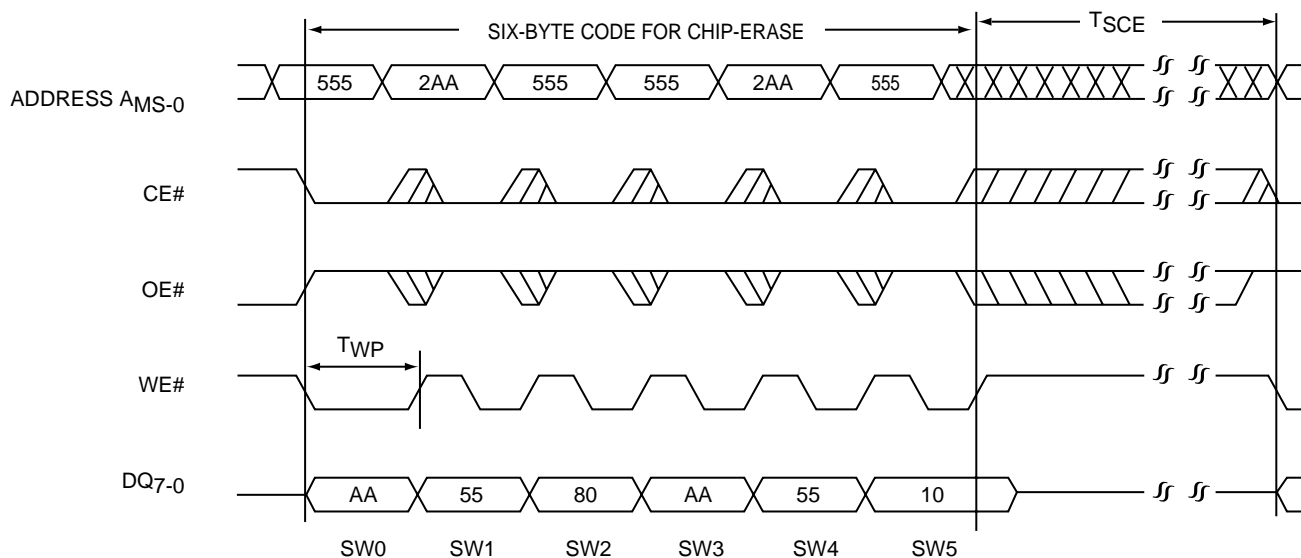 SIX-BYTE CODE FOR CHIP-ERASE TSCE
ADDRESS AMS-0 555 2AA 555 555 2AA 555
CE#
OE#
TWP
WE#
DQ7-0 AA 55 80 AA 55 10
SW0 SW1 SW2 SW3 SW4 SW5